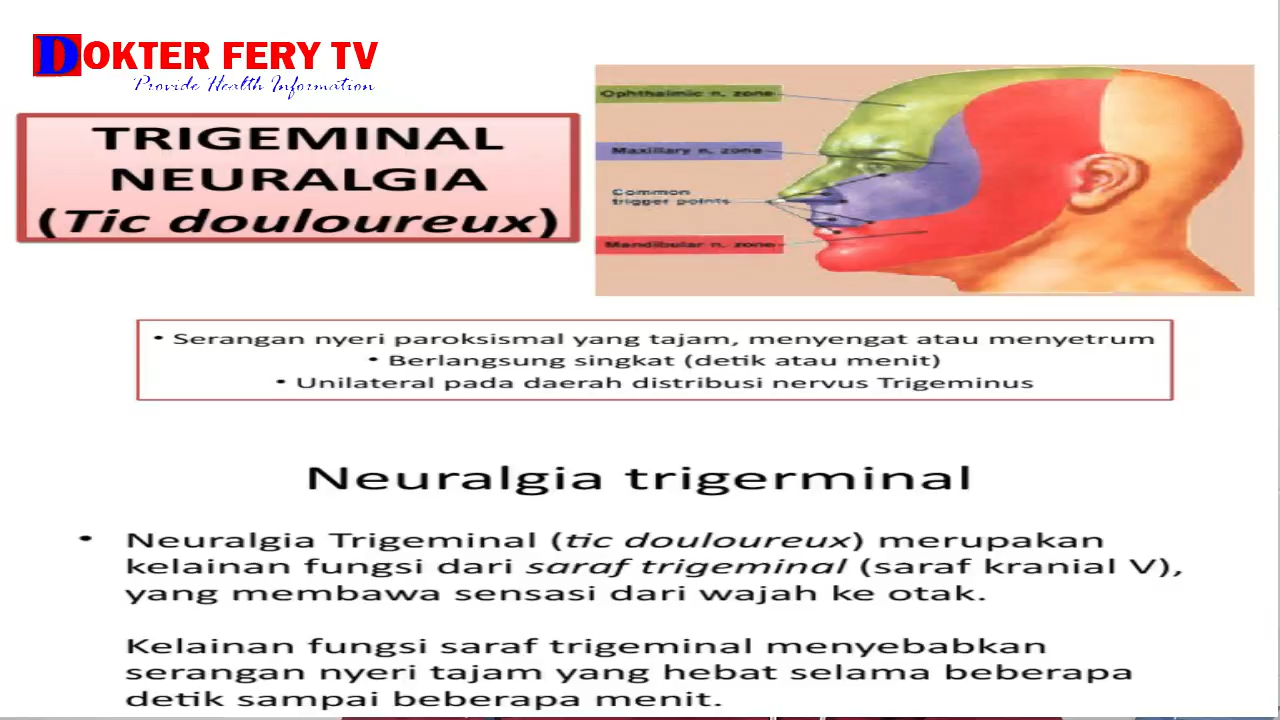 DOKTER FERY TV
Provide Health Information
TRIGEMINAL
NEURALGIA
(Tic douloureux)
Ophthalmic n. zone
Maxillary n. zone
Common
trigger points
Mandibular n. zone
• Serangan nyeri paroksismal yang tajam, menyengat atau menyetrum
• Berlangsung singkat (detik atau menit)
• Unilateral pada daerah distribusi nervus Trigeminus
Neuralgia trigerminal
• Neuralgia Trigeminal (tic douloureux) merupakan
kelainan fungsi dari saraf trigeminal (saraf kranial V),
yang membawa sensasi dari wajah ke otak.
Kelainan fungsi saraf trigeminal menyebabkan
serangan nyeri tajam yang hebat selama beberapa
detik sampai beberapa menit.